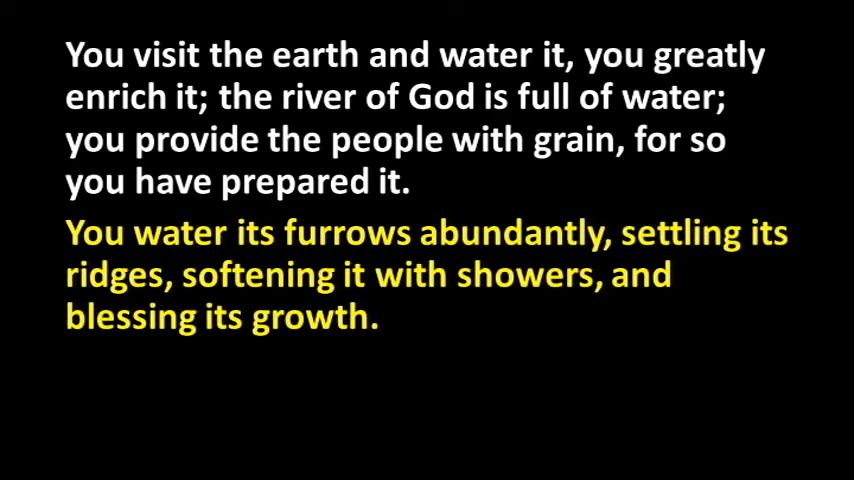 You visit the earth and water it, you greatly
enrich it; the river of God is full of water;
you provide the people with grain, for so
you have prepared it.
You water its furrows abundantly, settling its
ridges, softening it with showers, and
blessing its growth.